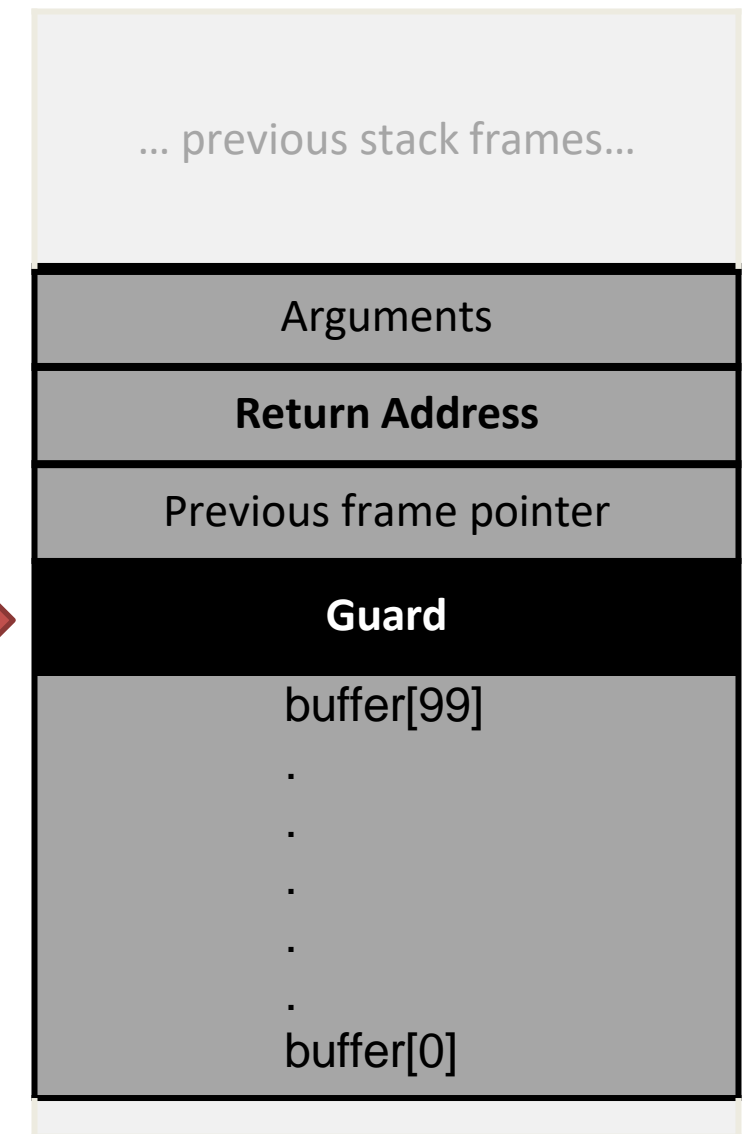 ... previous stack frames...
Arguments
Return Address
Previous frame pointer
Guard
buffer[99]
.
.
.
.
.
buffer[0]